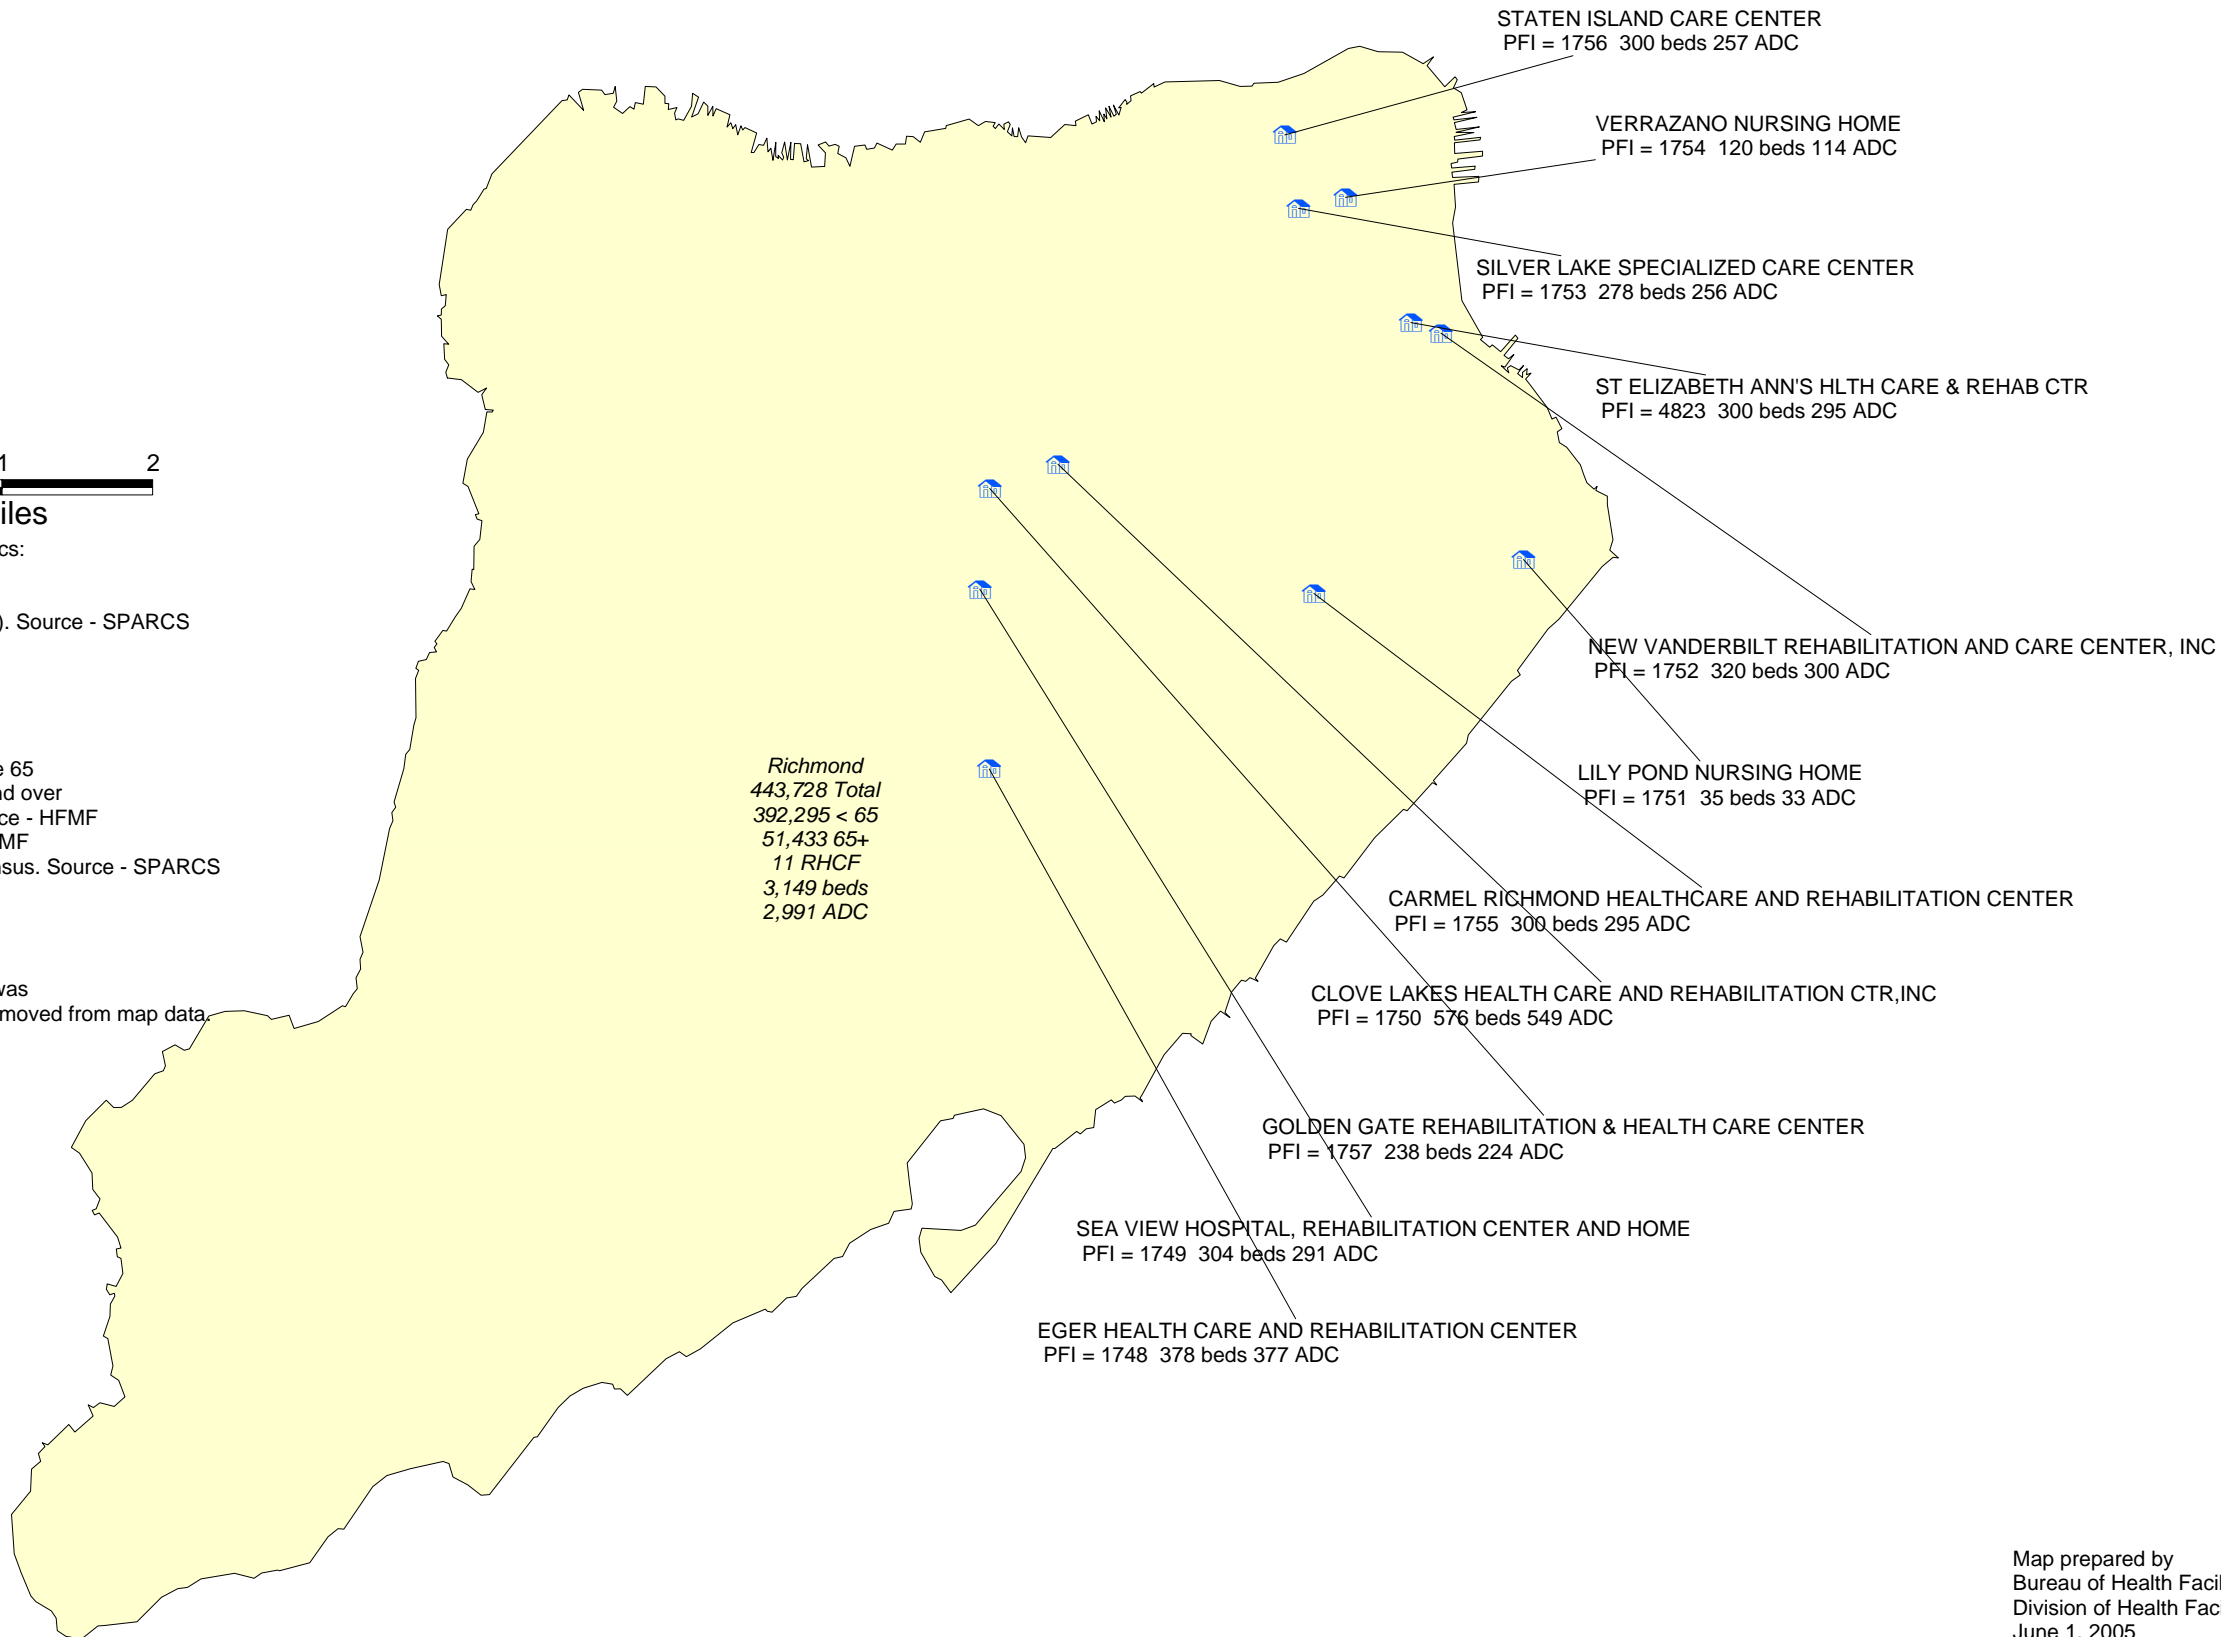 STATEN ISLAND CARE CENTER
PFI = 1756 300 beds 257 ADC
VERRAZANO NURSING HOME
PFI = 1754 120 beds 114 ADC
SILVER LAKE SPECIALIZED CARE CENTER
PFI = 1753 278 beds 256 ADC
ST ELIZABETH ANN'S HLTH CARE & REHAB CTR
PFI = 4823 300 beds 295 ADC
1 2
iles
cs:
). Source - SPARCS
NEW VANDERBILT REHABILITATION AND CARE CENTER, INC
PFI = 1752 320 beds 300 ADC
e 65
nd over
ce - HFMF
MF
nsus. Source - SPARCS
Richmond
443,728 Total
392,295 < 65
51,433 65+
11 RHCF
3,149 beds
2,991 ADC
LILY POND NURSING HOME
PFI = 1751 35 beds 33 ADC
CARMEL RICHMOND HEALTHCARE AND REHABILITATION CENTER
PFI = 1755 300 beds 295 ADC
was
moved from map data.
CLOVE LAKES HEALTH CARE AND REHABILITATION CTR,INC
PFI = 1750 576 beds 549 ADC
GOLDEN GATE REHABILITATION & HEALTH CARE CENTER
PFI = 1757 238 beds 224 ADC
SEA VIEW HOSPITAL, REHABILITATION CENTER AND HOME
PFI = 1749 304 beds 291 ADC
EGER HEALTH CARE AND REHABILITATION CENTER
PFI = 1748 378 beds 377 ADC
Map prepared by
Bureau of Health Facil
Division of Health Faci
June 1, 2005